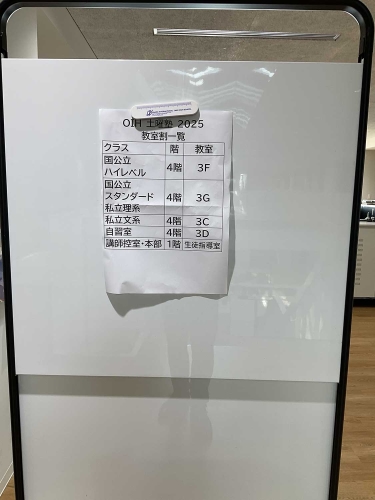 OIH 土曜塾 2025
教室割一覧
クラス 階 教室
国公立
ハイレベル 4階 3F
国公立
スタンダード 4階 3G
私立理系
私立文系 4階 3C
自習室 4階 3D
講師控室・本部 1階 生徒指導室